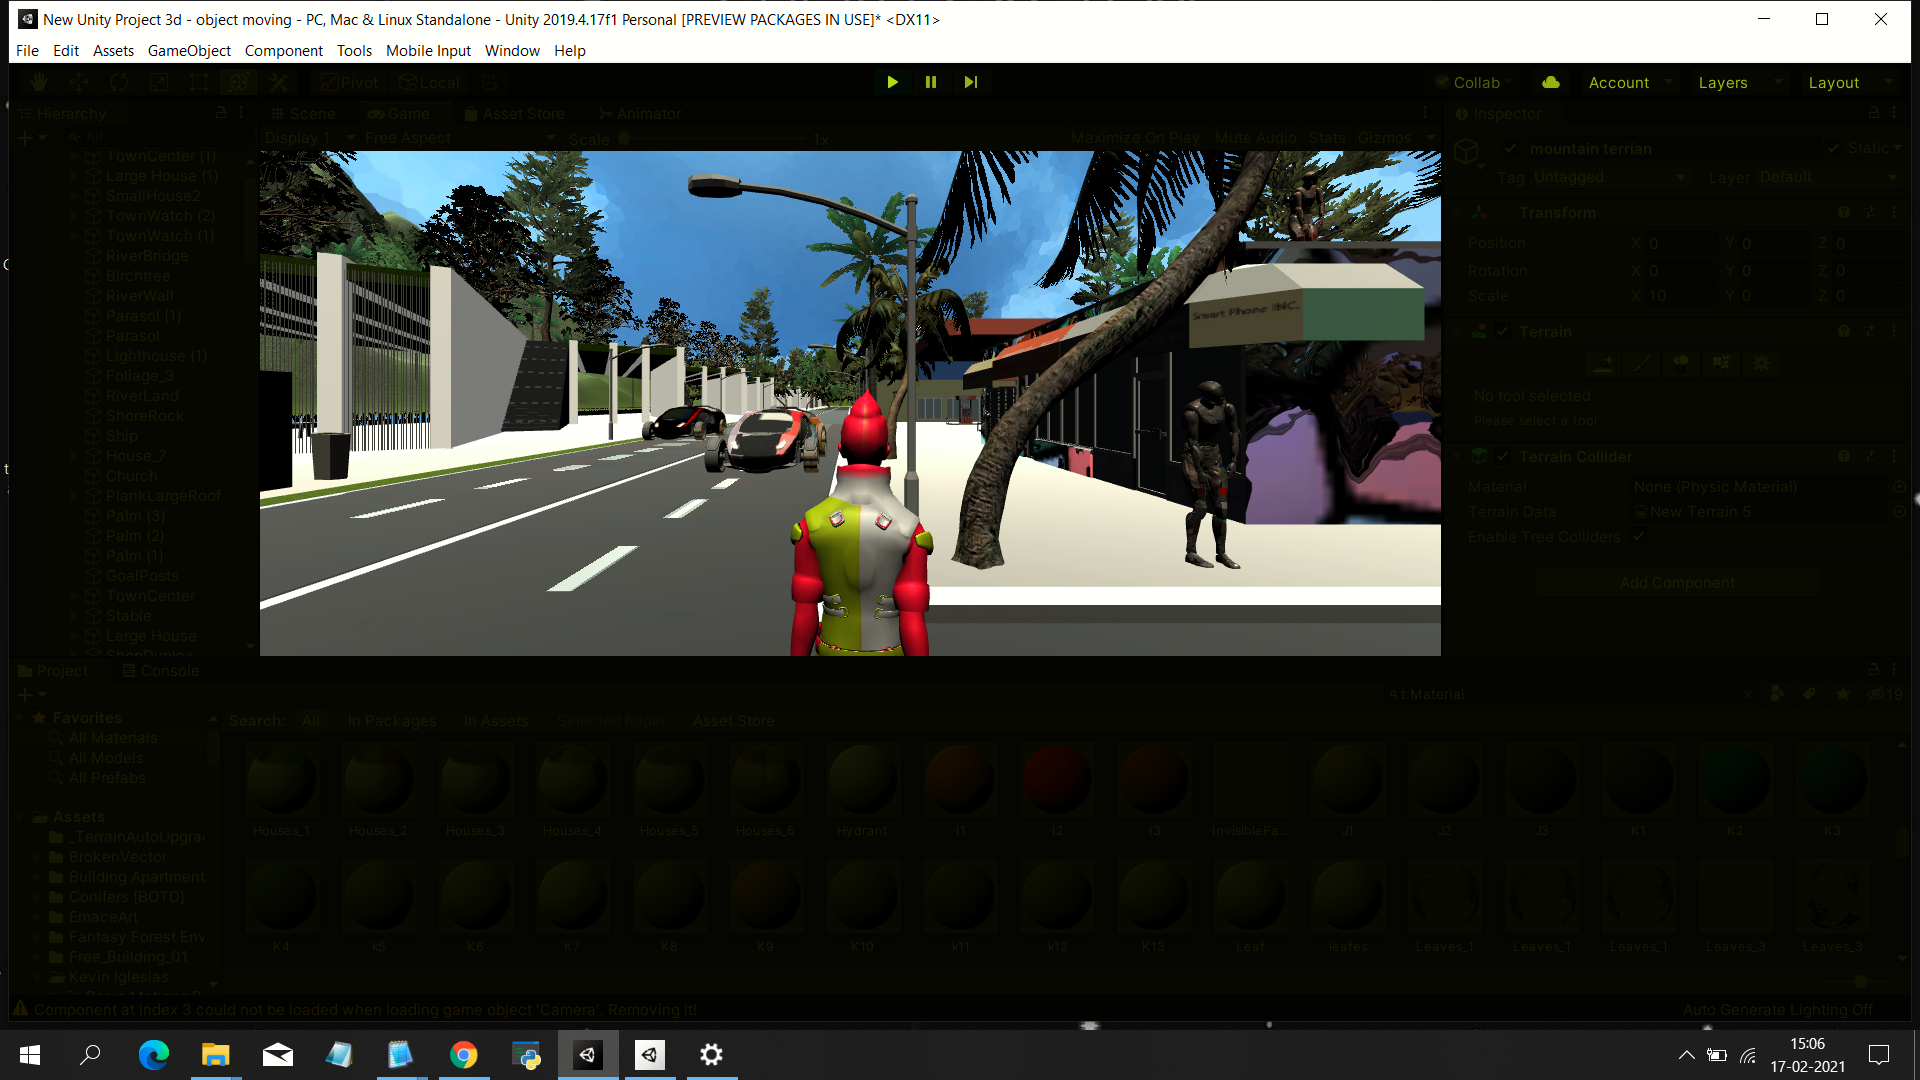 New Unity Project 3d - object moving - PC, Mac & Linux Standalone - Unity 2019.4.17f1 Personal [PREVIEW PACKAGES IN USE]* <DX11>
File Edit Assets GameObject Component Tools Mobile Input Window Help
Pivot Local Collab Account Layers Layout
Hierarchy Scene Game Asset Store Animator Inspector
All Display 1 Free Aspect Scale 1x Maximize On Play Mute Audio Stats Gizmos
TownCenter (1)
Large House (1)
SmallHouse2
TownWatch (2)
TownWatch (1)
RiverBridge
Birchtree
RiverWall
Parasol (1)
Parasol
Lighthouse (1)
Foliage_3
RiverLand
ShoreRock
Ship
House_7
Church
PlankLargeRoof
Palm (3)
Palm (2)
Palm (1)
GoalPosts
TownCenter
Stable
Large House
ShopDuplex
Smart Phone INC.
mountain terrian Static
Tag Untagged Layer Default
Transform
Position X 0 Y 0 Z 0
Rotation X 0 Y 0 Z 0
Scale X 10 Y 0 Z 0
Terrain
No tool selected
Please select a tool
Terrain Collider
Material None (Physic Material)
Terrain Data New Terrain 5
Enable Tree Colliders
Add Component
Project Console
t:Material 19
Favorites
All Materials
All Models
All Prefabs
Assets
_TerrainAutoUpgra
BrokenVector
Building Apartment
Conifers [BOTD]
EmaceArt
Fantasy Forest Env
Free_Building_01
Kevin Iglesias
Search: All In Packages In Assets Selected folder Asset Store
Houses_1 Houses_2 Houses_3 Houses_4 Houses_5 Houses_6 Hydrant I1 I2 I3 InvisibleFa... J1 J2 J3 K1 K2 K3
K4 k5 K6 K7 K8 K9 K10 k11 k12 K13 Leaf leafes Leaves_1 Leaves_1 Leaves_1 Leaves_3 Leaves_3
Component at index 3 could not be loaded when loading game object 'Camera'. Removing it! Auto Generate Lighting Off
15:06
17-02-2021